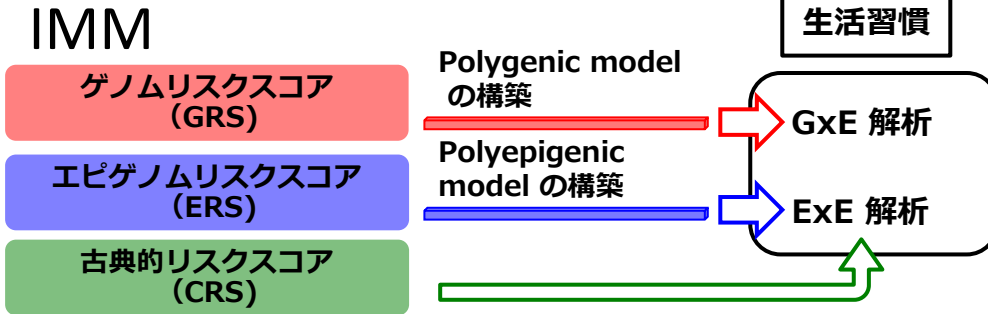 IMM
生活習慣
ゲノムリスクスコア
（GRS)
Polygenic model
の構築
GxE 解析
エピゲノムリスクスコア
（ERS)
Polyepigenic
model の構築
ExE 解析
古典的リスクスコア
（CRS)